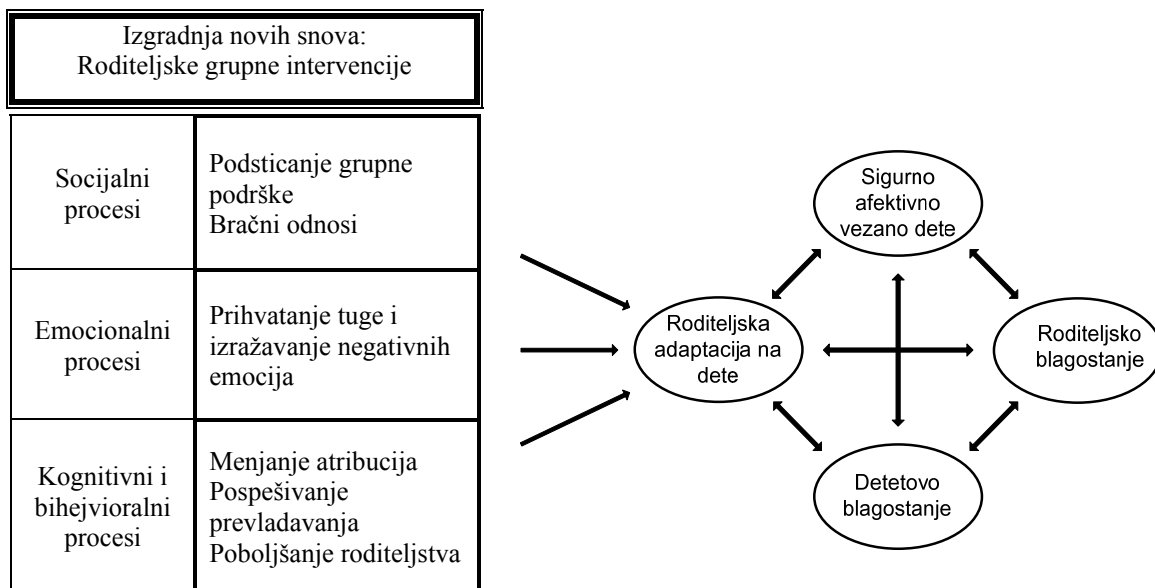 Izgradnja novih snova:
Roditeljske grupne intervencije
Socijalni
procesi
Podsticanje grupne
podrške
Bračni odnosi
Emocionalni
procesi
Prihvatanje tuge i
izražavanje negativnih
emocija
Kognitivni i
bihejvioralni
procesi
Menjanje atribucija
Pospešivanje
prevladavanja
Poboljšanje roditeljstva
Sigurno
afektivno
vezano dete
Roditeljska
adaptacija na
dete
Roditeljsko
blagostanje
Detetovo
blagostanje